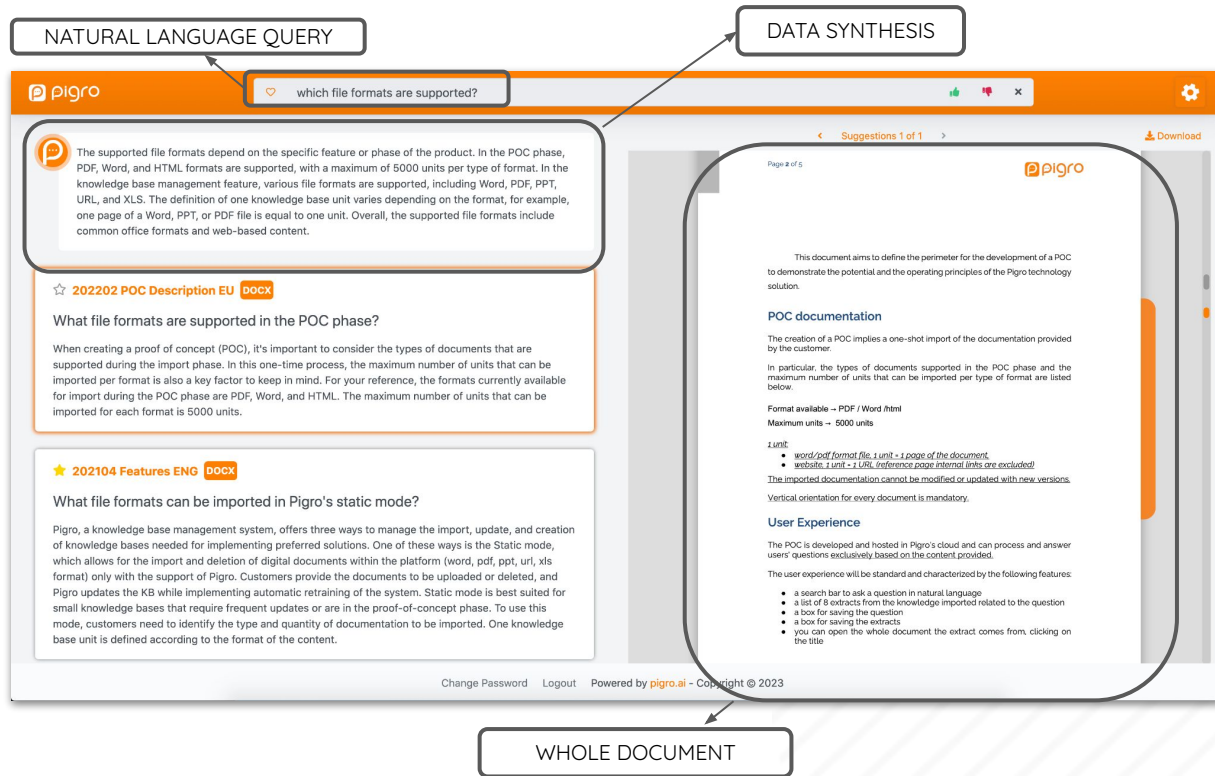 NATURAL LANGUAGE QUERY
DATA SYNTHESIS
pigro
which file formats are supported?
The supported file formats depend on the specific feature or phase of the product. In the POC phase,
PDF, Word, and HTML formats are supported, with a maximum of 5000 units per type of format. In the
knowledge base management feature, various file formats are supported, including Word, PDF, PPT,
URL, and XLS. The definition of one knowledge base unit varies depending on the format, for example,
one page of a Word, PPT, or PDF file is equal to one unit. Overall, the supported file formats include
common office formats and web-based content.
202202 POC Description EU DOCX
What file formats are supported in the POC phase?
When creating a proof of concept (POC), it's important to consider the types of documents that are
supported during the import phase. In this one-time process, the maximum number of units that can be
imported per format is also a key factor to keep in mind. For your reference, the formats currently available
for import during the POC phase are PDF, Word, and HTML. The maximum number of units that can be
imported for each format is 5000 units.
202104 Features ENG DOCX
What file formats can be imported in Pigro's static mode?
Pigro, a knowledge base management system, offers three ways to manage the import, update, and creation
of knowledge bases needed for implementing preferred solutions. One of these ways is the Static mode,
which allows for the import and deletion of digital documents within the platform (word, pdf, ppt, url, xls
format) only with the support of Pigro. Customers provide the documents to be uploaded or deleted, and
Pigro updates the KB while implementing automatic retraining of the system. Static mode is best suited for
small knowledge bases that require frequent updates or are in the proof-of-concept phase. To use this
mode, customers need to identify the type and quantity of documentation to be imported. One knowledge
base unit is defined according to the format of the content.
Suggestions 1 of 1
Download
Page 2 of 5
pigro
This document aims to define the perimeter for the development of a POC
to demonstrate the potential and the operating principles of the Pigro technology
solution.
POC documentation
The creation of a POC implies a one-shot import of the documentation provided
by the customer.
In particular, the types of documents supported in the POC phase and the
maximum number of units that can be imported per type of format are listed
below.
Format available → PDF / Word /html
Maximum units → 5000 units
1 unit:
● word/pdf format file, 1 unit = 1 page of the document,
● website, 1 unit = 1 URL (reference page internal links are excluded)
The imported documentation cannot be modified or updated with new versions.
Vertical orientation for every document is mandatory.
User Experience
The POC is developed and hosted in Pigro's cloud and can process and answer
users' questions exclusively based on the content provided.
The user experience will be standard and characterized by the following features:
● a search bar to ask a question in natural language
● a list of 8 extracts from the knowledge imported related to the question
● a box for saving the question
● a box for saving the extracts
● you can open the whole document the extract comes from, clicking on
the title
Change Password Logout Powered by pigro.ai - Copyright © 2023
WHOLE DOCUMENT